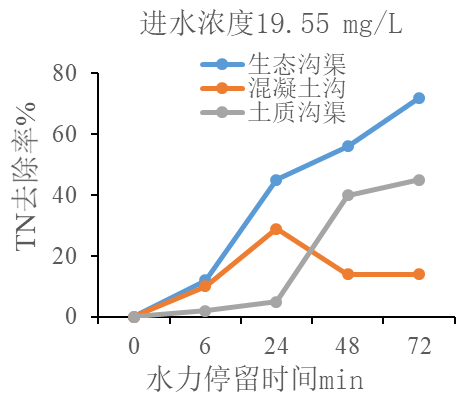 进水浓度19.55 mg/L
生态沟渠
混凝土沟
土质沟渠
TN去除率%
80
60
40
20
0
0 6 24 48 72
水力停留时间min